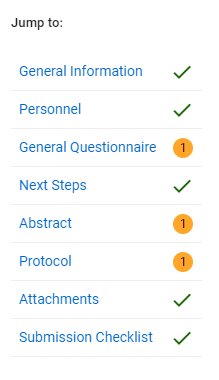 Jump to:
General Information
Personnel
General Questionnaire 1
Next Steps
Abstract 1
Protocol 1
Attachments
Submission Checklist